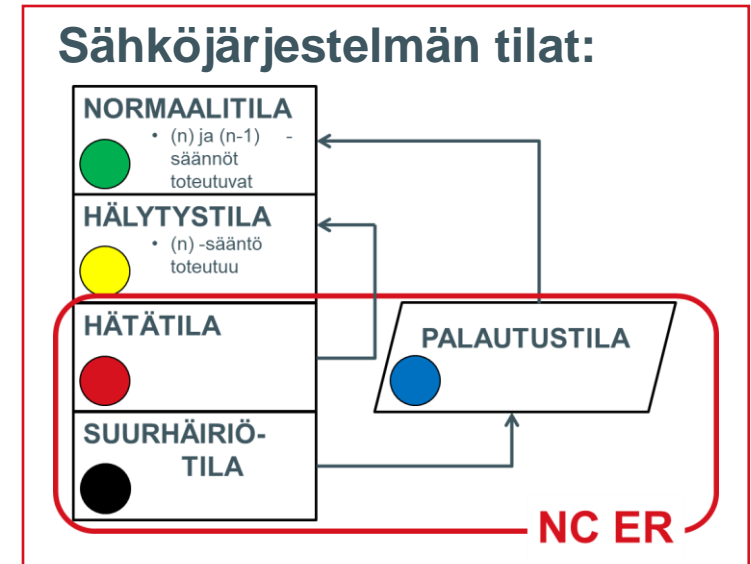 Sähköjärjestelmän tilat:
NORMAALITILA
• (n) ja (n-1) -
säännöt
toteutuvat
HÄLYTYSTILA
• (n) -sääntö
toteutuu
HÄTÄTILA
PALAUTUSTILA
SUURHÄIRIÖ-
TILA
NC ER